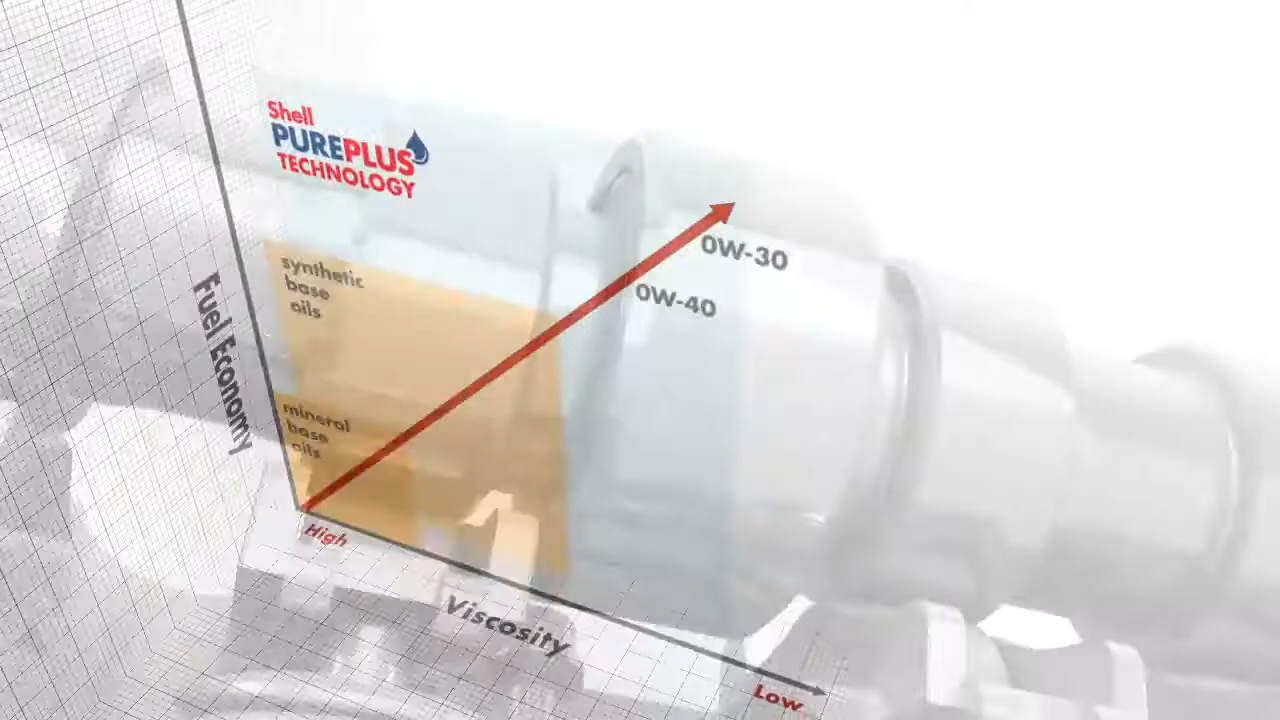 Shell
PUREPLUS
TECHNOLOGY
0W-30
synthetic
base
oils
0W-40
Fuel Economy
mineral
base
oils
High
Viscosity
Low